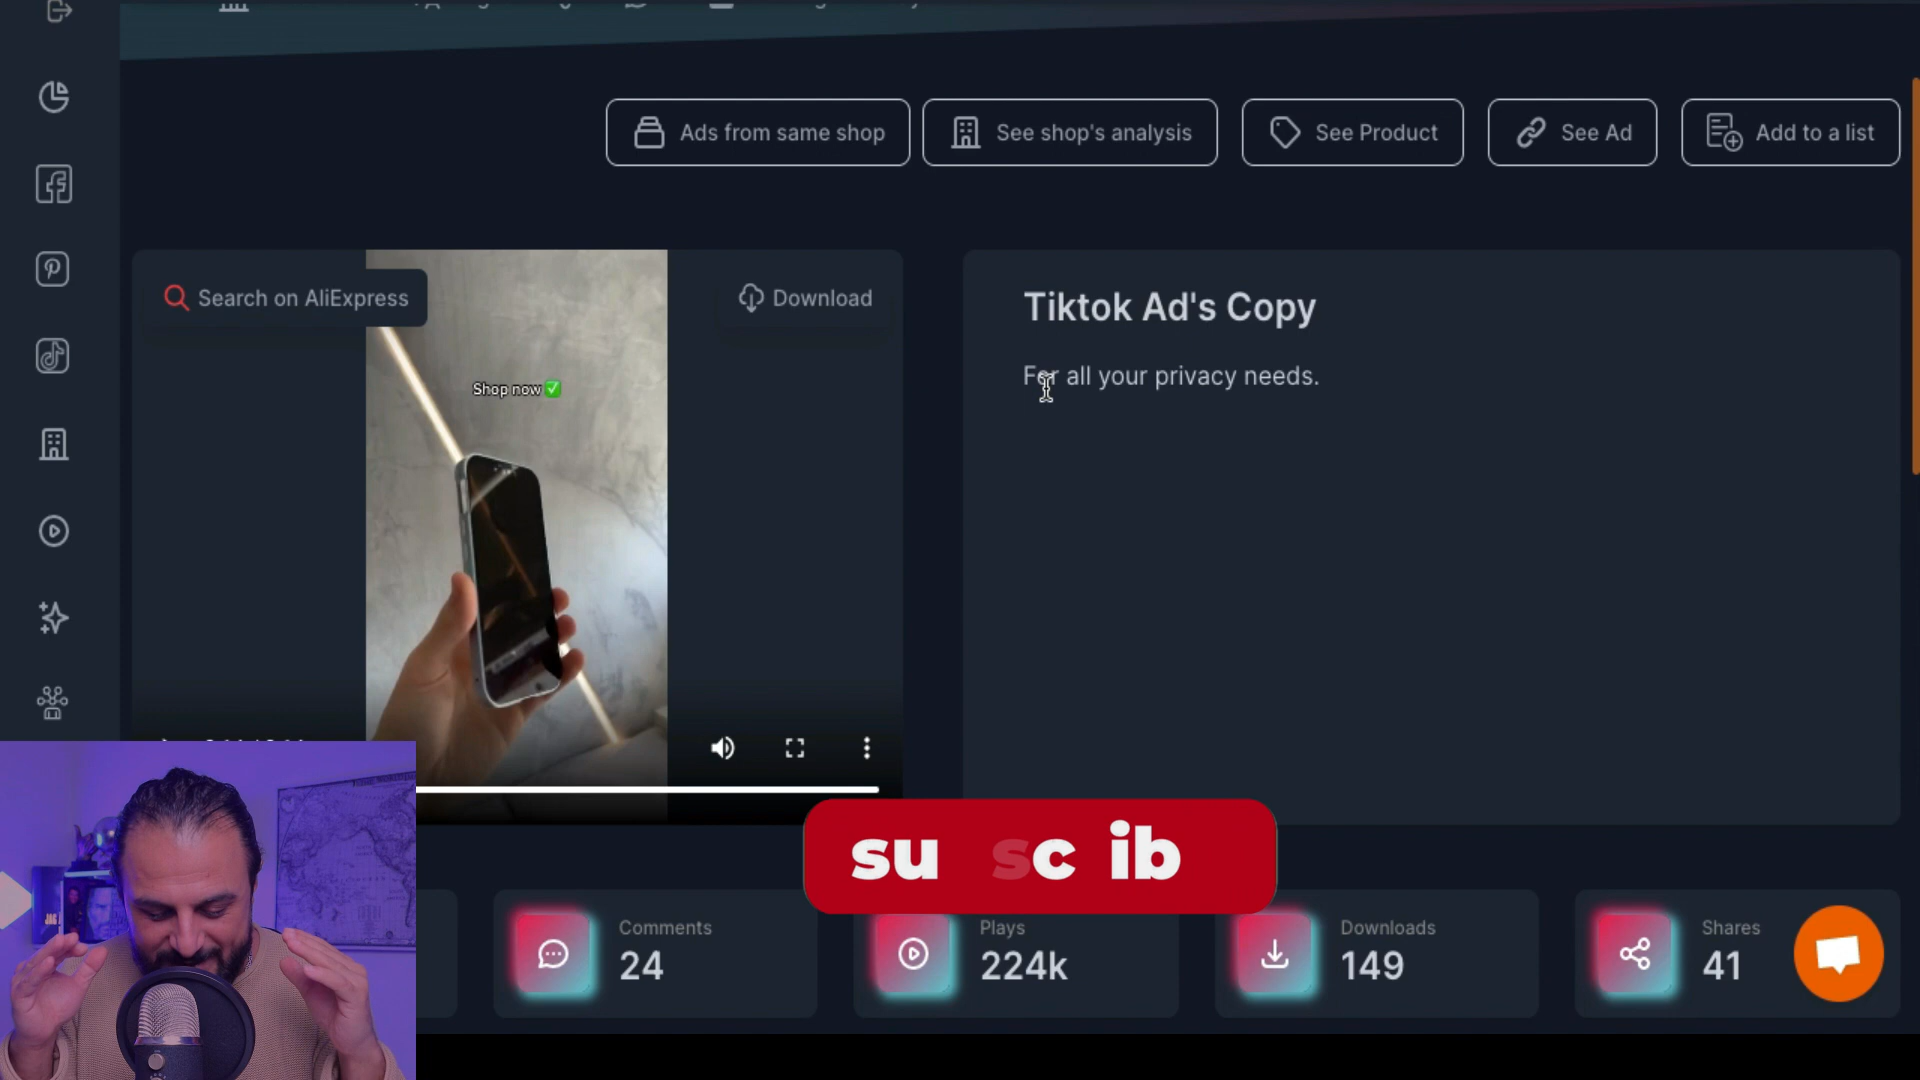 Ads from same shop
See shop's analysis
See Product
See Ad
Add to a list
Search on AliExpress
Download
Shop now ✅
Tiktok Ad's Copy
For all your privacy needs.
su sc ib
Comments
24
Plays
224k
Downloads
149
Shares
41